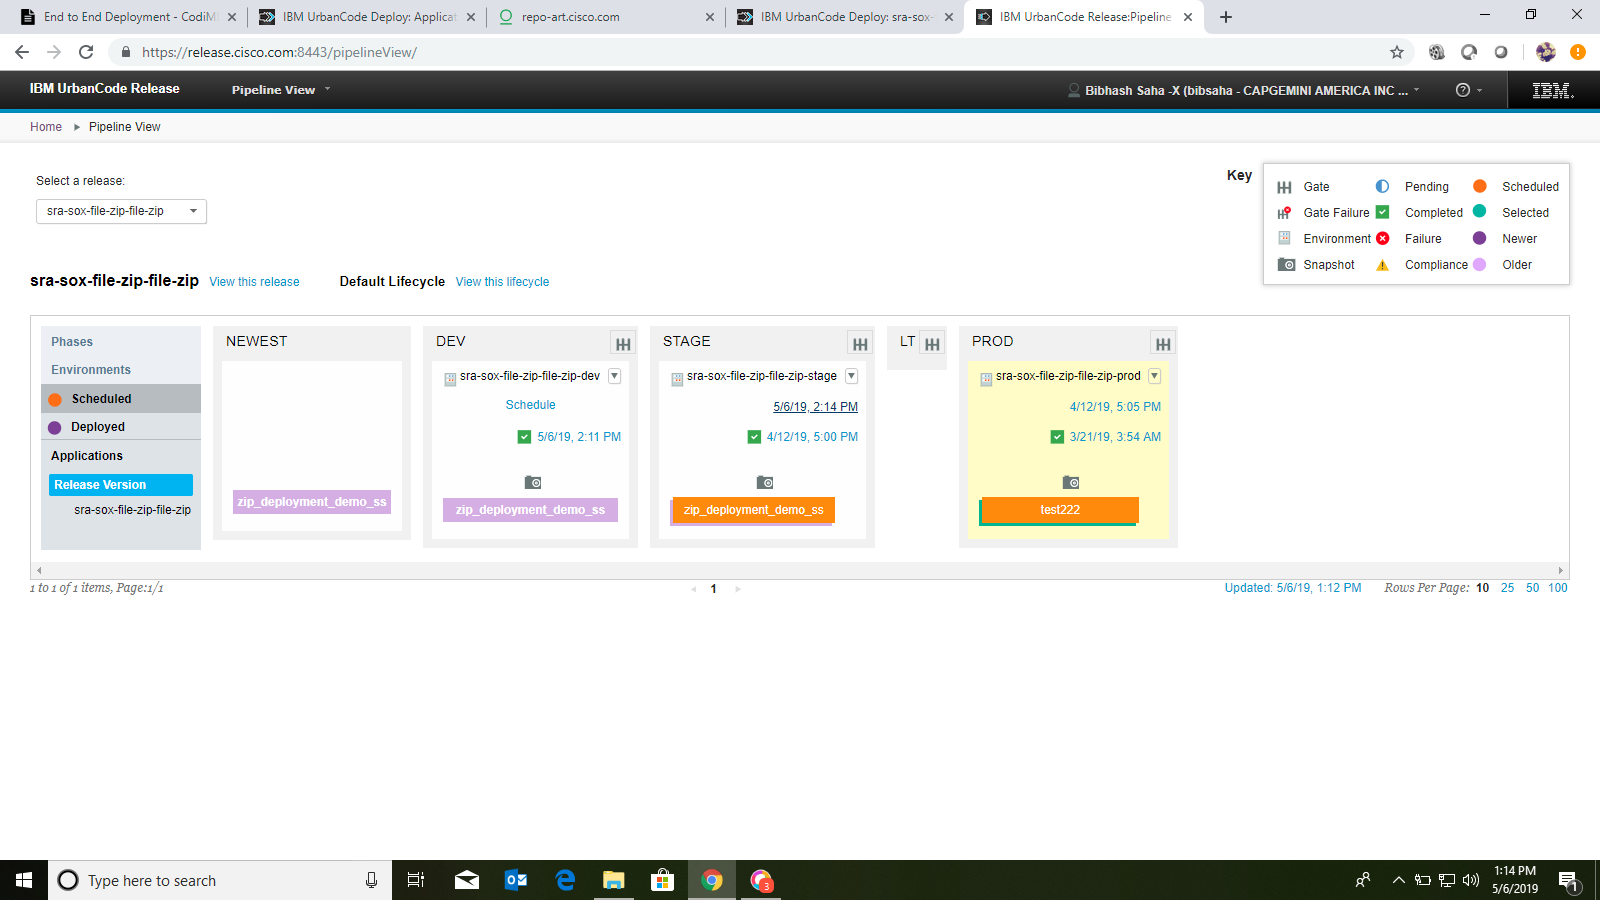 End to End Deployment - CodiM
IBM UrbanCode Deploy: Applicat
repo-art.cisco.com
IBM UrbanCode Deploy: sra-sox-
IBM UrbanCode Release:Pipeline
https://release.cisco.com:8443/pipelineView/
IBM UrbanCode Release
Pipeline View
Bibhash Saha -X (bibsaha - CAPGEMINI AMERICA INC ...
IBM.
Home
Pipeline View
Select a release:
sra-sox-file-zip-file-zip
Key
Gate
Pending
Scheduled
Gate Failure
Completed
Selected
Environment
Failure
Newer
Snapshot
Compliance
Older
sra-sox-file-zip-file-zip
View this release
Default Lifecycle
View this lifecycle
Phases
Environments
Scheduled
Deployed
Applications
Release Version
sra-sox-file-zip-file-zip
NEWEST
zip_deployment_demo_ss
DEV
sra-sox-file-zip-file-zip-dev
Schedule
5/6/19, 2:11 PM
zip_deployment_demo_ss
STAGE
sra-sox-file-zip-file-zip-stage
5/6/19, 2:14 PM
4/12/19, 5:00 PM
zip_deployment_demo_ss
LT
PROD
sra-sox-file-zip-file-zip-prod
4/12/19, 5:05 PM
3/21/19, 3:54 AM
test222
1 to 1 of 1 items, Page:1/1
1
Updated: 5/6/19, 1:12 PM
Rows Per Page: 10 25 50 100
Type here to search
3
1:14 PM
5/6/2019
1